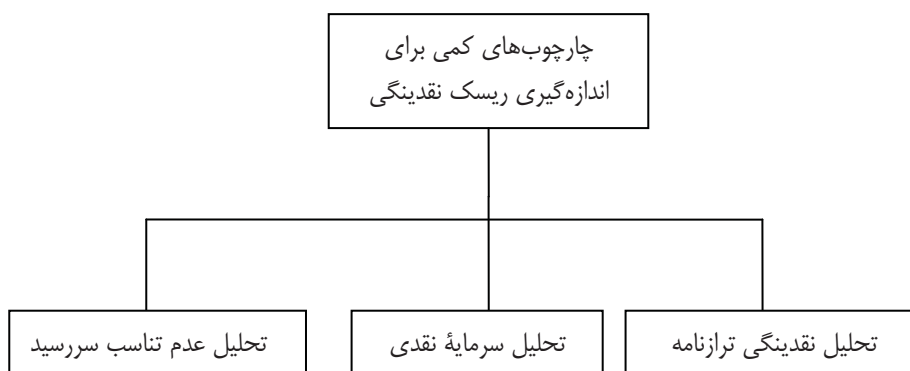 چارچوب‌های کمی برای
اندازه‌گیری ریسک نقدینگی
تحلیل نقدینگی ترازنامه
تحلیل سرمایهٔ نقدی
تحلیل عدم تناسب سررسید